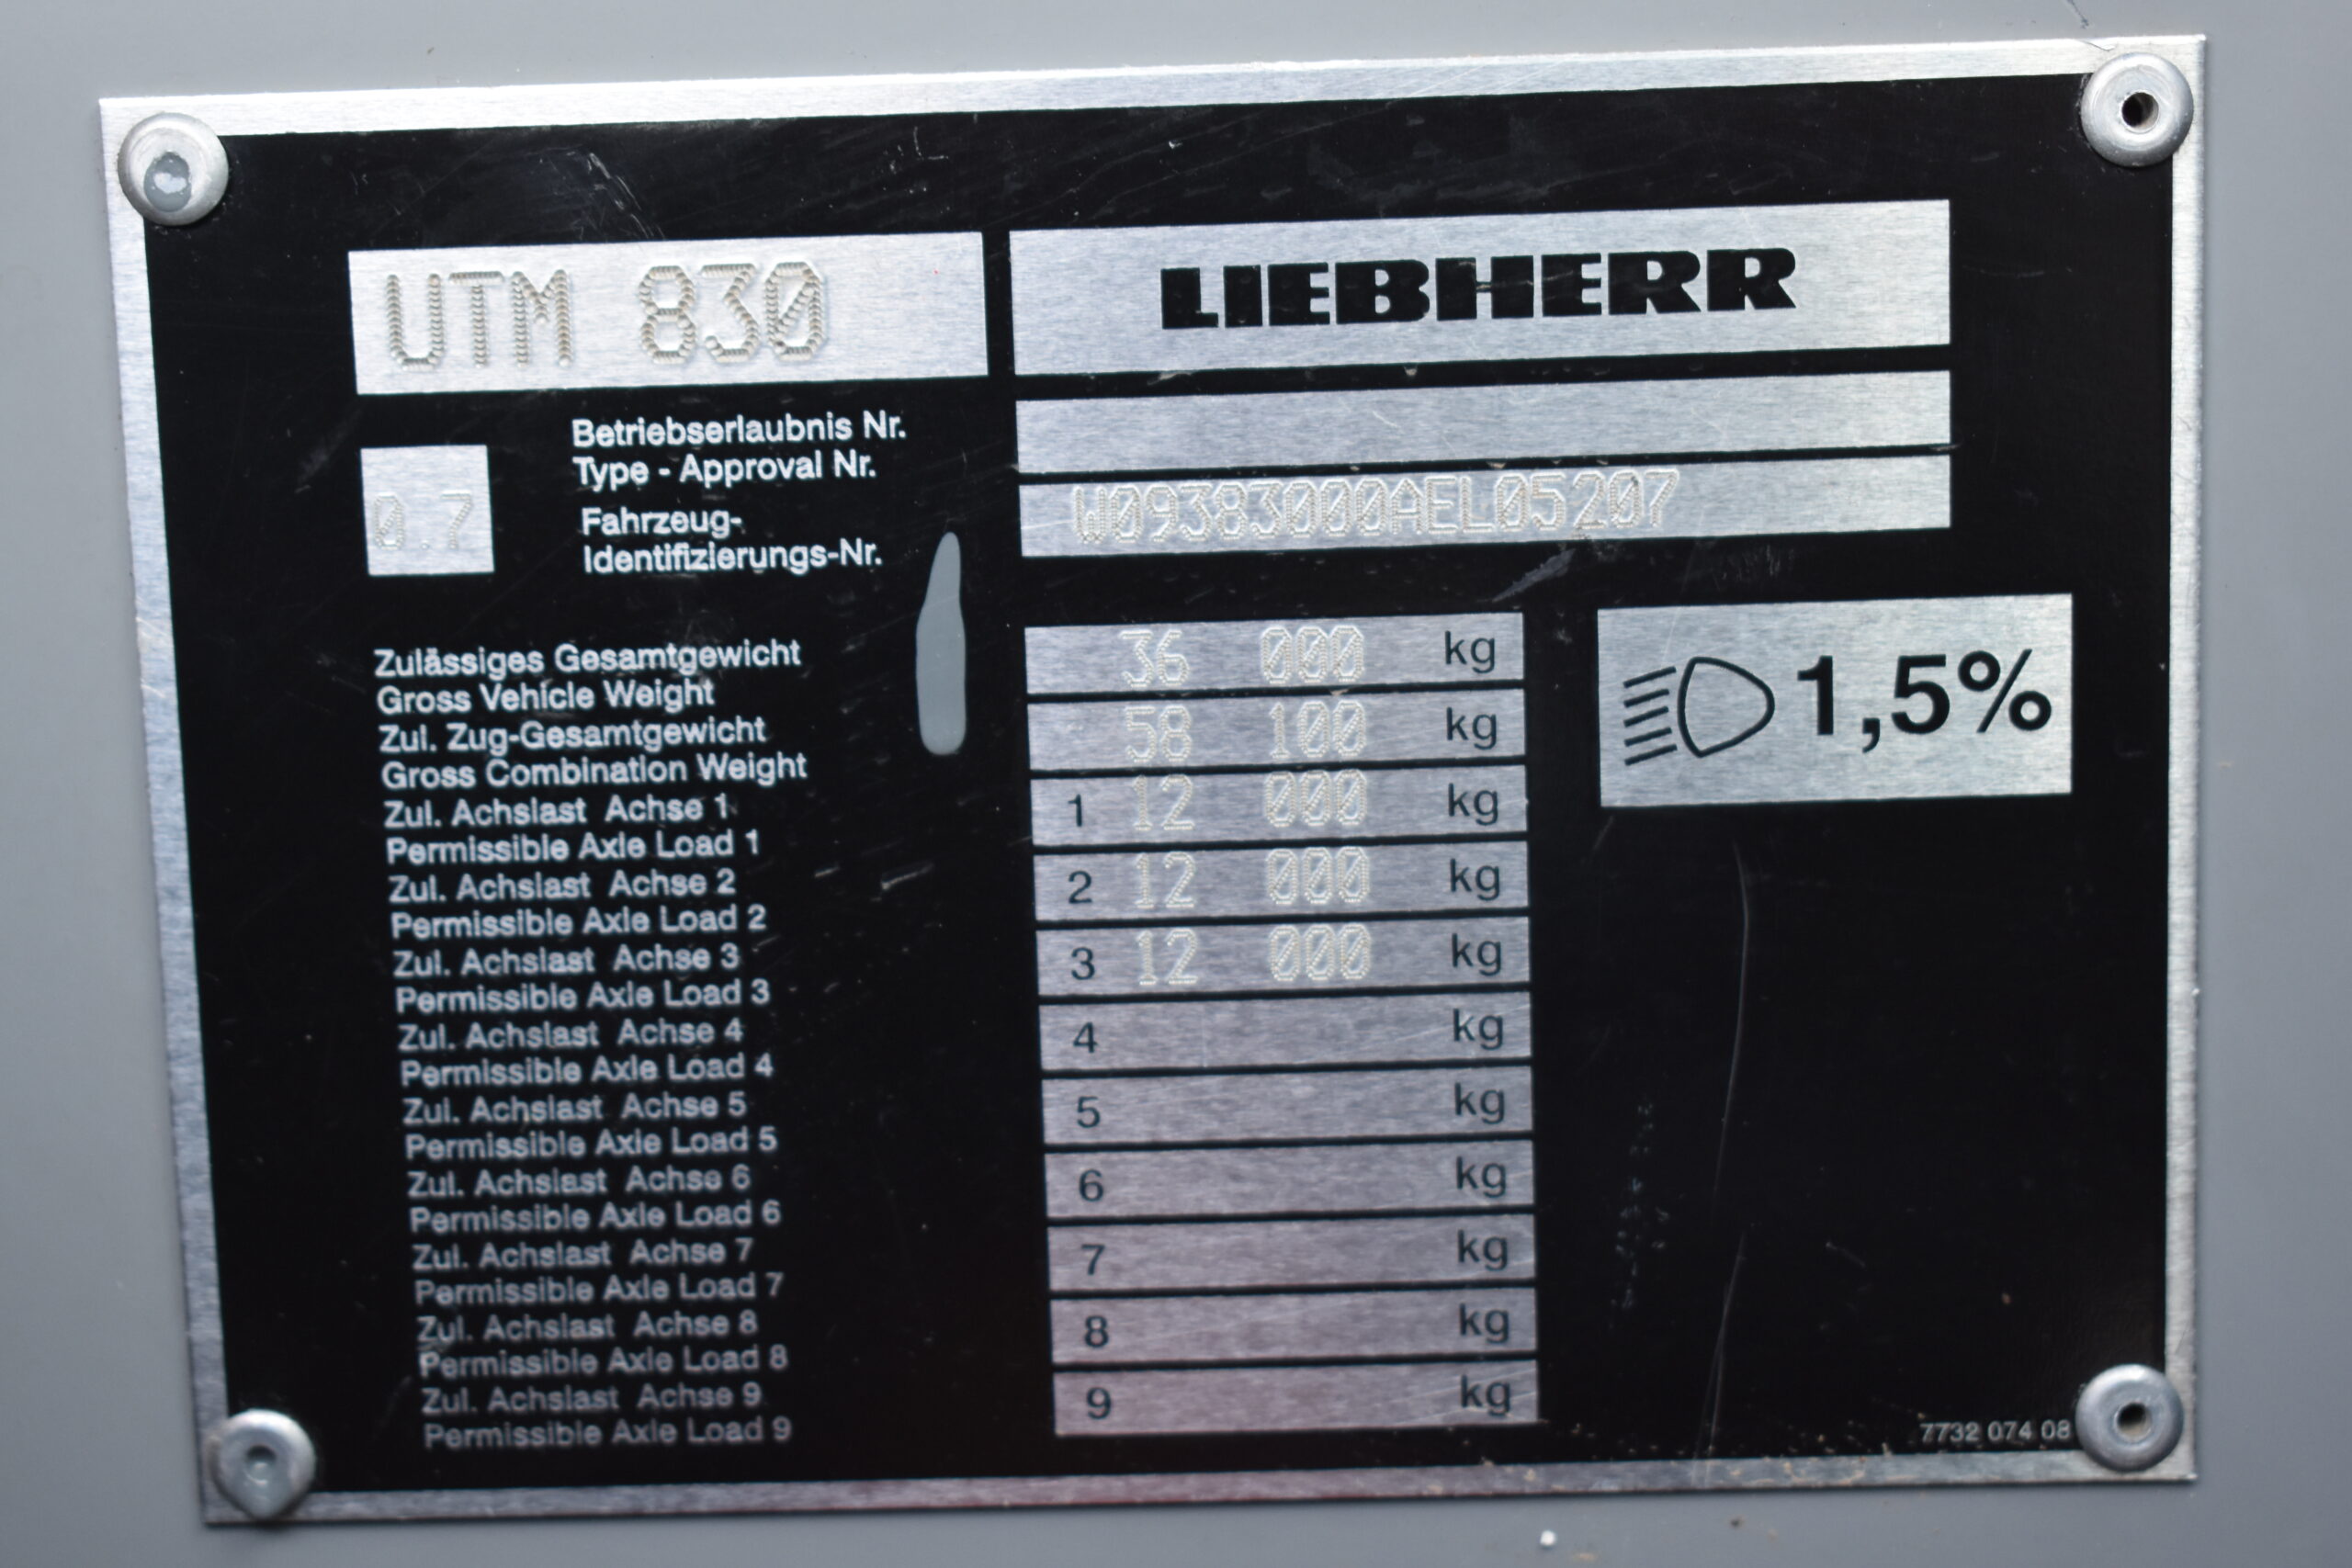 UTM 830
LIEBHERR
0.7
Betriebserlaubnis Nr.
Type - Approval Nr.
Fahrzeug-
Identifizierungs-Nr.
W09383000AEL05207
Zulässiges Gesamtgewicht
Gross Vehicle Weight
36 000 kg
Zul. Zug-Gesamtgewicht
Gross Combination Weight
58 100 kg
Zul. Achslast Achse 1
Permissible Axle Load 1
1 12 000 kg
Zul. Achslast Achse 2
Permissible Axle Load 2
2 12 000 kg
Zul. Achslast Achse 3
Permissible Axle Load 3
3 12 000 kg
Zul. Achslast Achse 4
Permissible Axle Load 4
4 kg
Zul. Achslast Achse 5
Permissible Axle Load 5
5 kg
Zul. Achslast Achse 6
Permissible Axle Load 6
6 kg
Zul. Achslast Achse 7
Permissible Axle Load 7
7 kg
Zul. Achslast Achse 8
Permissible Axle Load 8
8 kg
Zul. Achslast Achse 9
Permissible Axle Load 9
9 kg
1,5%
7732 074 08